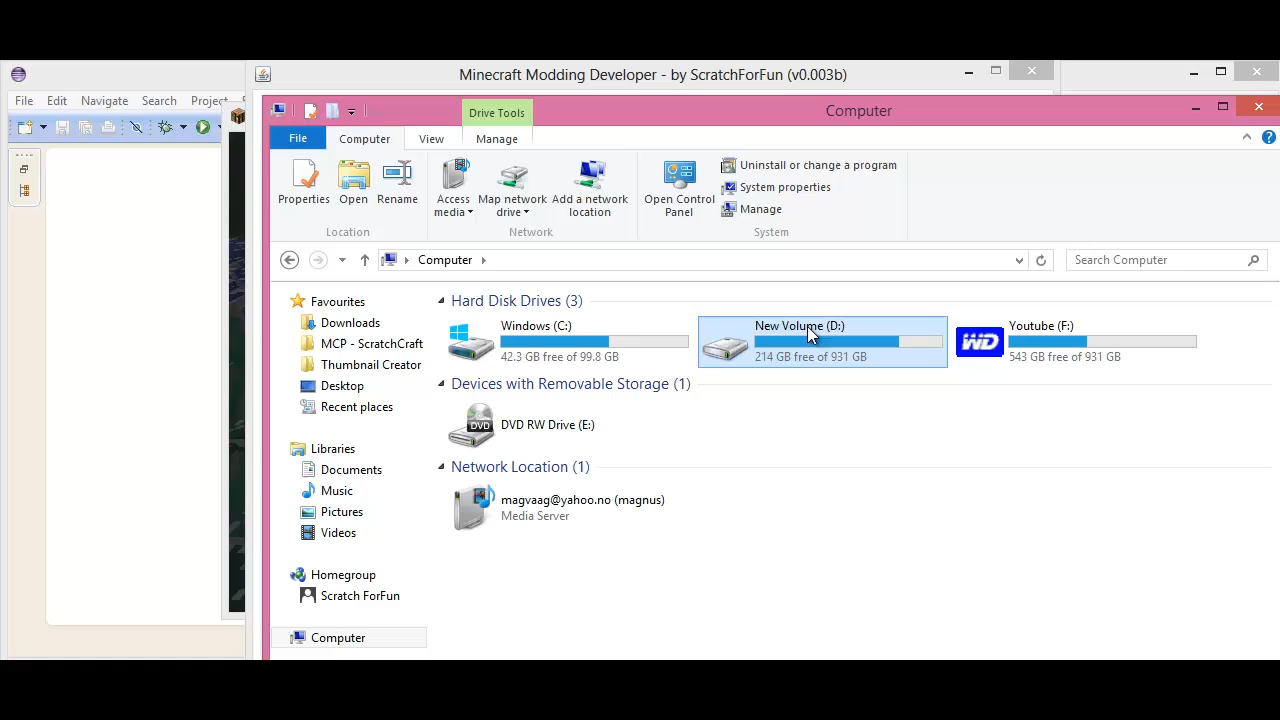 Minecraft Modding Developer - by ScratchForFun (v0.003b)
File Edit Navigate Search Project
Drive Tools
Computer
File Computer View Manage
Properties Open Rename
Access media Map network drive Add a network location
Open Control Panel
Uninstall or change a program
System properties
Manage
Location Network System
Computer
Search Computer
Favourites
Downloads
MCP - ScratchCraft
Thumbnail Creator
Desktop
Recent places
Libraries
Documents
Music
Pictures
Videos
Homegroup
Scratch ForFun
Computer
Hard Disk Drives (3)
Windows (C:)
42.3 GB free of 99.8 GB
New Volume (D:)
214 GB free of 931 GB
WD
Youtube (F:)
543 GB free of 931 GB
Devices with Removable Storage (1)
DVD
DVD RW Drive (E:)
Network Location (1)
magvaag@yahoo.no (magnus)
Media Server